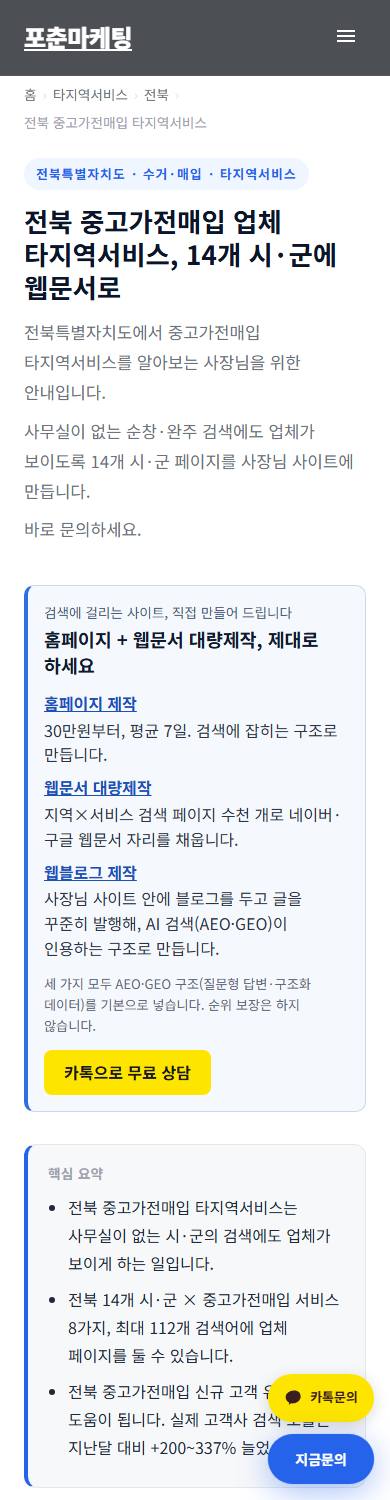 포춘마케팅
홈 › 타지역서비스 › 전북 ›
전북 중고가전매입 타지역서비스
전북특별자치도 · 수거·매입 · 타지역서비스
전북 중고가전매입 업체
타지역서비스, 14개 시·군에
웹문서로
전북특별자치도에서 중고가전매입
타지역서비스를 알아보는 사장님을 위한
안내입니다.
사무실이 없는 순창·완주 검색에도 업체가
보이도록 14개 시·군 페이지를 사장님 사이트에
만듭니다.
바로 문의하세요.
검색에 걸리는 사이트, 직접 만들어 드립니다
홈페이지 + 웹문서 대량제작, 제대로
하세요
홈페이지 제작
30만원부터, 평균 7일. 검색에 잡히는 구조로
만듭니다.
웹문서 대량제작
지역×서비스 검색 페이지 수천 개로 네이버·
구글 웹문서 자리를 채웁니다.
웹블로그 제작
사장님 사이트 안에 블로그를 두고 글을
꾸준히 발행해, AI 검색(AEO·GEO)이
인용하는 구조로 만듭니다.
세 가지 모두 AEO·GEO 구조(질문형 답변·구조화
데이터)를 기본으로 넣습니다. 순위 보장은 하지
않습니다.
카톡으로 무료 상담
핵심 요약
• 전북 중고가전매입 타지역서비스는
사무실이 없는 시·군의 검색에도 업체가
보이게 하는 일입니다.
• 전북 14개 시·군 × 중고가전매입 서비스
8가지, 최대 112개 검색어에 업체
페이지를 둘 수 있습니다.
• 전북 중고가전매입 신규 고객
도움이 됩니다. 실제 고객사 검색
지난달 대비 +200~337%
카톡문의
지금문의